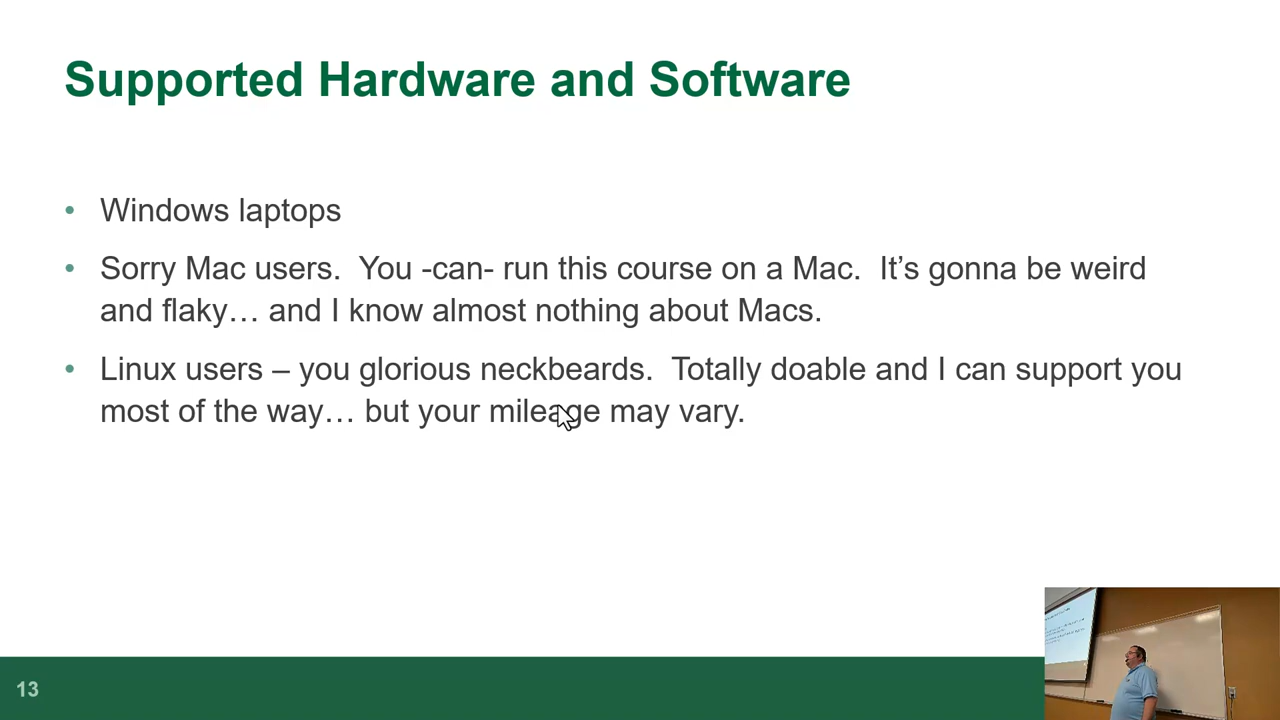 Supported Hardware and Software
• Windows laptops
• Sorry Mac users.  You -can- run this course on a Mac.  It’s gonna be weird
and flaky… and I know almost nothing about Macs.
• Linux users – you glorious neckbeards.  Totally doable and I can support you
most of the way… but your mileage may vary.
13